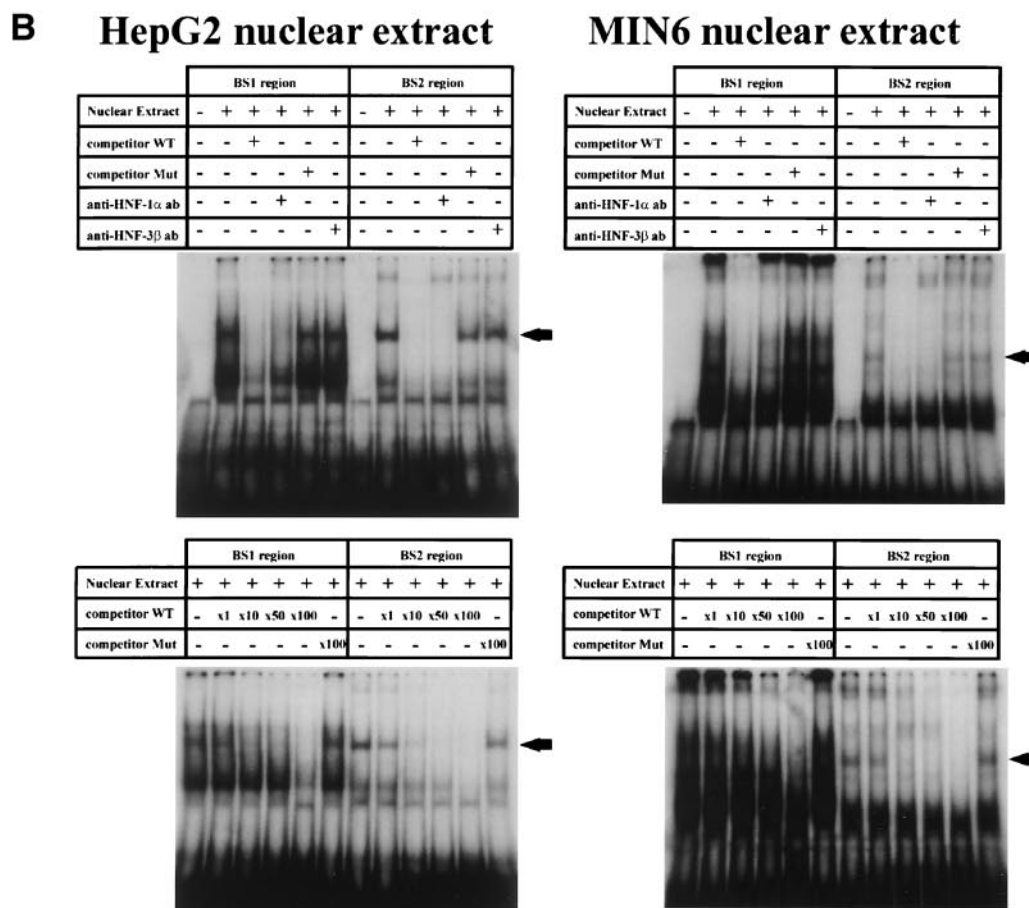 B HepG2 nuclear extract MIN6 nuclear extract
BS1 region BS2 region
Nuclear Extract - + + + + + - + + + + +
competitor WT - - + - - - - - + - - -
competitor Mut - - - - + - - - - - + -
anti-HNF-1α ab - - - + - - - - - + - -
anti-HNF-3β ab - - - - - + - - - - - +
BS1 region BS2 region
Nuclear Extract - + + + + + - + + + + +
competitor WT - - + - - - - - + - - -
competitor Mut - - - - + - - - - - + -
anti-HNF-1α ab - - - + - - - - - + - -
anti-HNF-3β ab - - - - - + - - - - - +
BS1 region BS2 region
Nuclear Extract + + + + + + + + + + + +
competitor WT - x1 x10 x50 x100 - - x1 x10 x50 x100 -
competitor Mut - - - - - x100 - - - - - x100
BS1 region BS2 region
Nuclear Extract + + + + + + + + + + + +
competitor WT - x1 x10 x50 x100 - - x1 x10 x50 x100 -
competitor Mut - - - - - x100 - - - - - x100